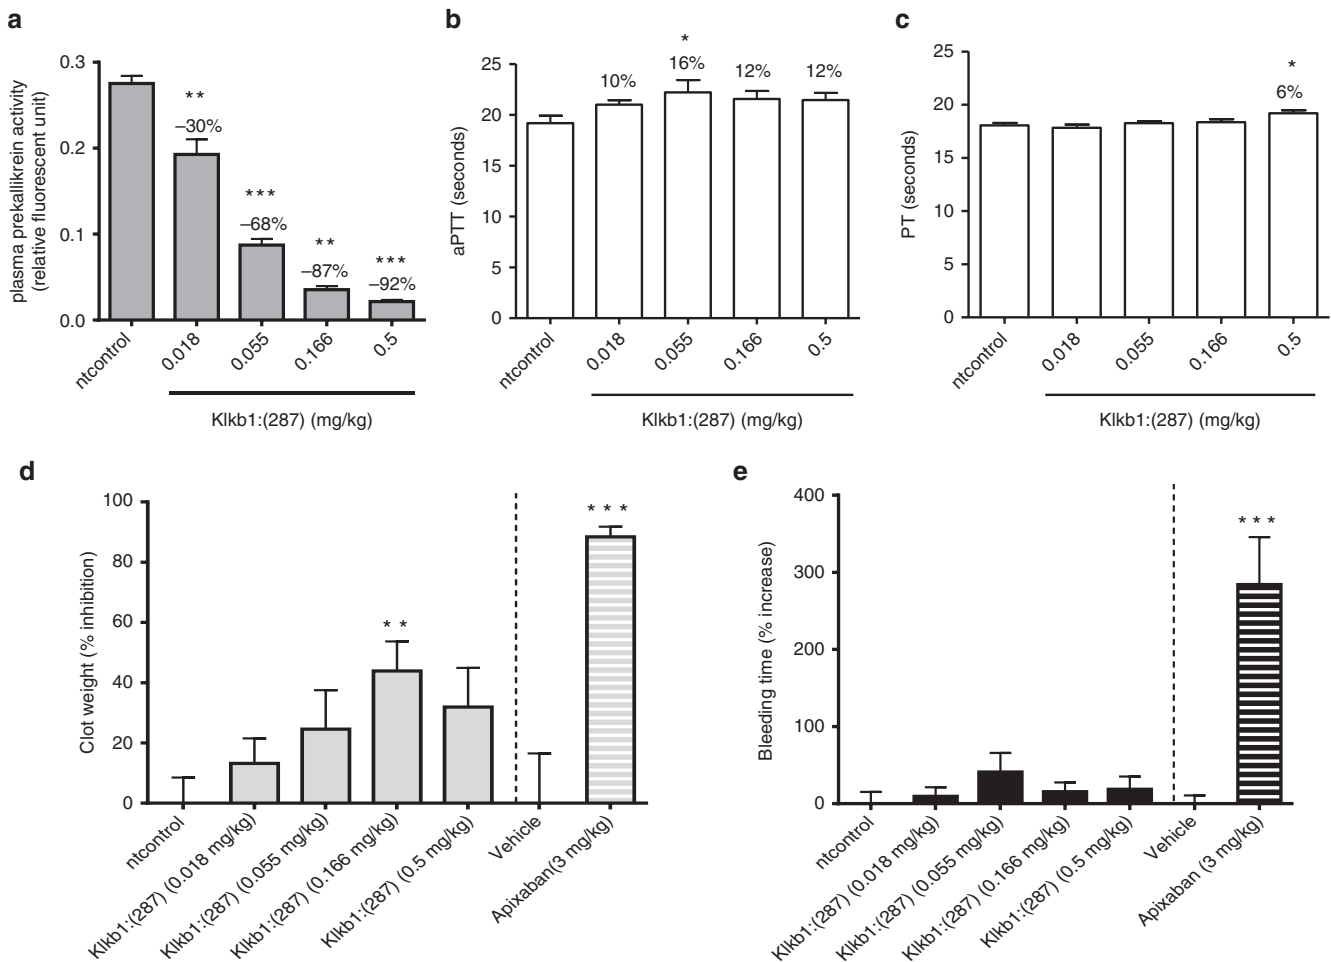 a
plasma prekallikrein activity
(relative fluorescent unit)
0.3
0.2
0.1
0.0
**
–30%
***
–68%
**
–87%
***
–92%
ntcontrol
0.018
0.055
0.166
0.5
Klkb1:(287) (mg/kg)
b
aPTT (seconds)
25
20
15
10
5
0
10%
*
16%
12%
12%
ntcontrol
0.018
0.055
0.166
0.5
Klkb1:(287) (mg/kg)
c
PT (seconds)
25
20
15
10
5
0
*
6%
ntcontrol
0.018
0.055
0.166
0.5
Klkb1:(287) (mg/kg)
d
Clot weight (% inhibition)
100
80
60
40
20
0
* *
* * *
ntcontrol
Klkb1:(287) (0.018 mg/kg)
Klkb1:(287) (0.055 mg/kg)
Klkb1:(287) (0.166 mg/kg)
Klkb1:(287) (0.5 mg/kg)
Vehicle
Apixaban(3 mg/kg)
e
Bleeding time (% increase)
400
300
200
100
0
* * *
ntcontrol
Klkb1:(287) (0.018 mg/kg)
Klkb1:(287) (0.055 mg/kg)
Klkb1:(287) (0.166 mg/kg)
Klkb1:(287) (0.5 mg/kg)
Vehicle
Apixaban (3 mg/kg)